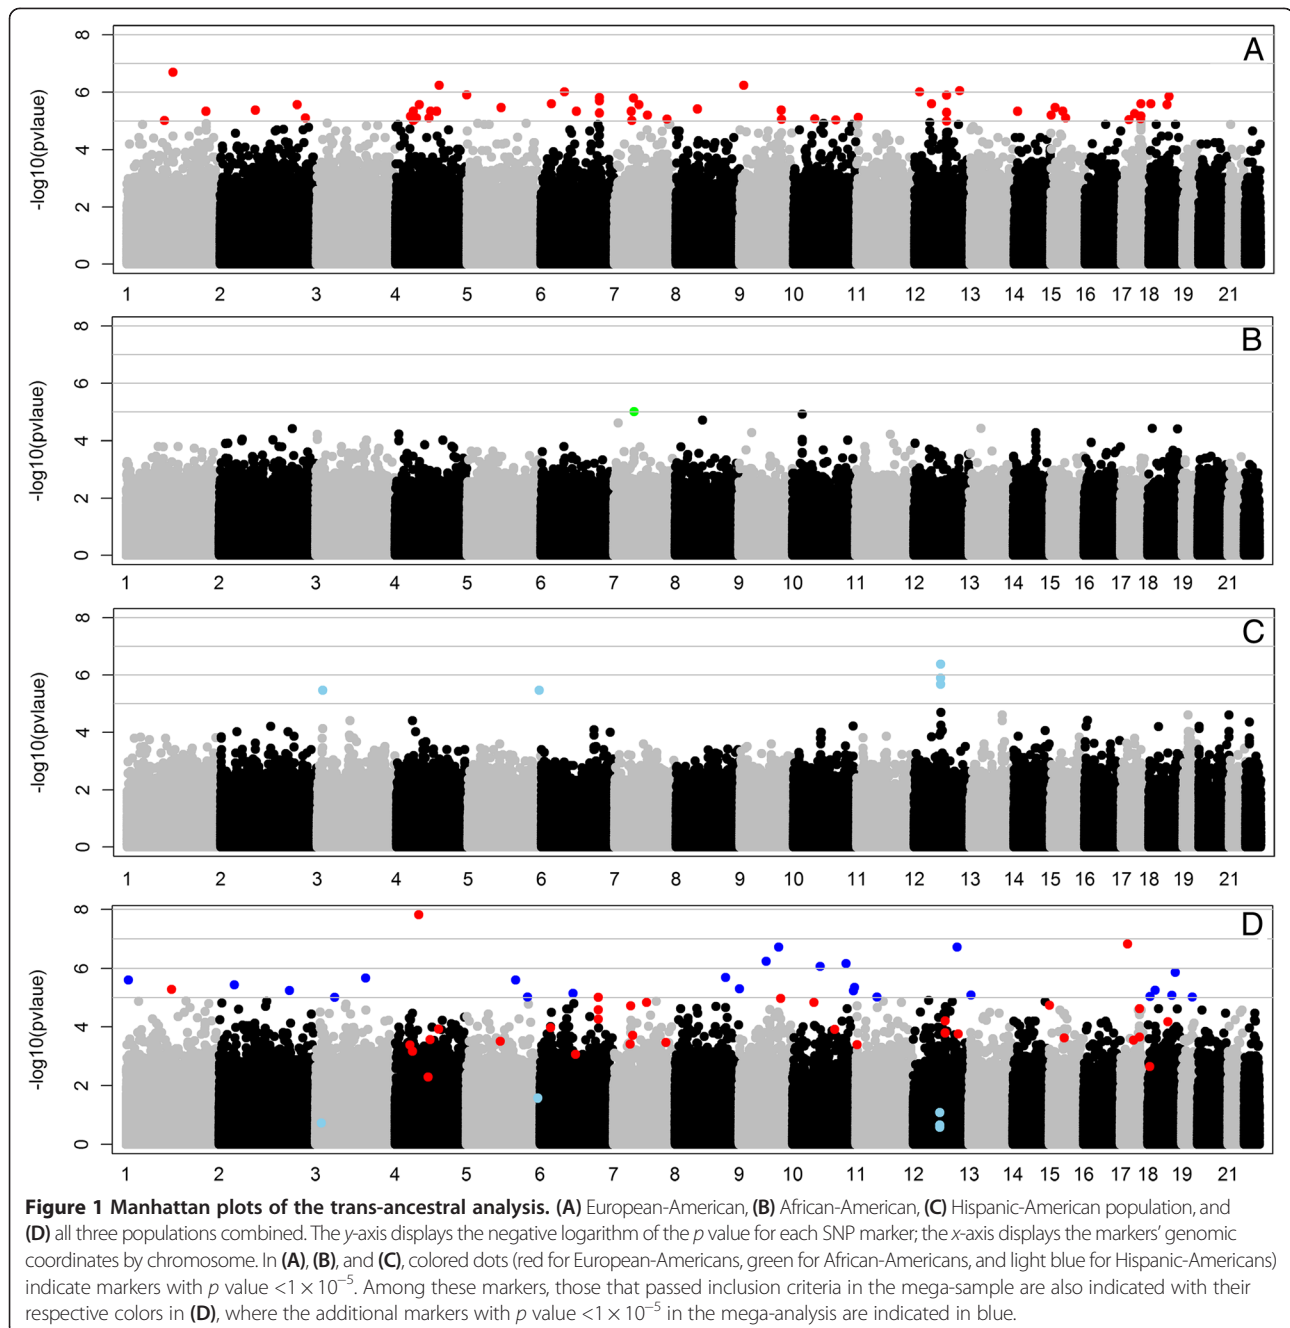 A
-log10(pvlaue)
8
6
4
2
0
1 2 3 4 5 6 7 8 9 10 11 12 13 14 15 16 17 18 19 21
B
-log10(pvlaue)
8
6
4
2
0
1 2 3 4 5 6 7 8 9 10 11 12 13 14 15 16 17 18 19 21
C
-log10(pvlaue)
8
6
4
2
0
1 2 3 4 5 6 7 8 9 10 11 12 13 14 15 16 17 18 19 21
D
-log10(pvlaue)
8
6
4
2
0
1 2 3 4 5 6 7 8 9 10 11 12 13 14 15 16 17 18 19 21
Figure 1 Manhattan plots of the trans-ancestral analysis. (A) European-American, (B) African-American, (C) Hispanic-American population, and
(D) all three populations combined. The y-axis displays the negative logarithm of the p value for each SNP marker; the x-axis displays the markers' genomic
coordinates by chromosome. In (A), (B), and (C), colored dots (red for European-Americans, green for African-Americans, and light blue for Hispanic-Americans)
indicate markers with p value <1 × 10⁻⁵. Among these markers, those that passed inclusion criteria in the mega-sample are also indicated with their
respective colors in (D), where the additional markers with p value <1 × 10⁻⁵ in the mega-analysis are indicated in blue.